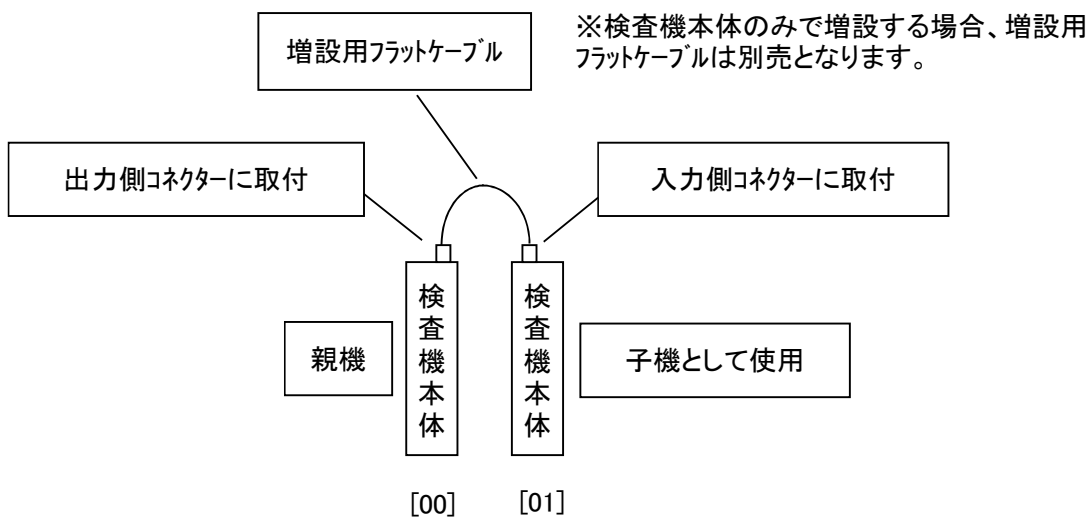 増設用ﾌﾗｯﾄｹｰﾌﾞﾙ
※検査機本体のみで増設する場合、増設用
ﾌﾗｯﾄｹｰﾌﾞﾙは別売となります。
出力側ｺﾈｸﾀｰに取付
入力側ｺﾈｸﾀｰに取付
親機
検査機本体
検査機本体
子機として使用
[00]
[01]